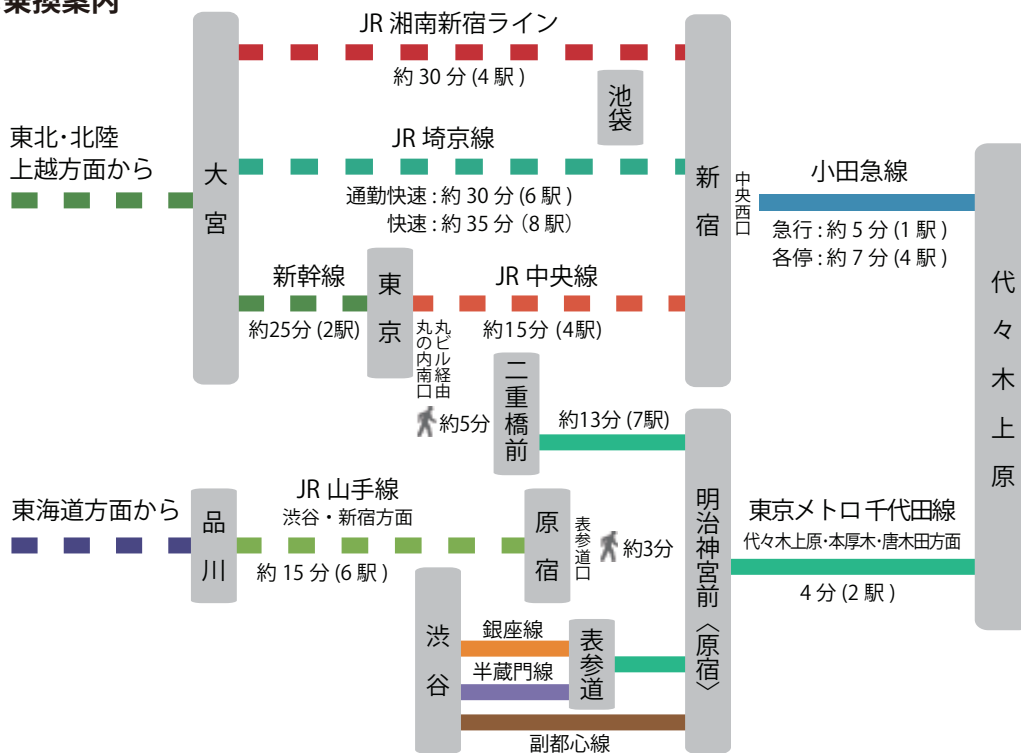 乗換案内
JR 湘南新宿ライン
約 30 分 (4 駅 )
池袋
東北・北陸
上越方面から
大宮
JR 埼京線
通勤快速 : 約 30 分 (6 駅 )
快速 : 約 35 分（8 駅）
新宿
中央西口
小田急線
急行 : 約 5 分 (1 駅 )
各停 : 約 7 分 (4 駅 )
代々木上原
新幹線
約25分 (2駅)
東京
JR 中央線
約15分 (4駅)
丸ビル経由
丸の内南口
約5分
二重橋前
約13分 (7駅)
東海道方面から
品川
JR 山手線
渋谷・新宿方面
約 15 分 (6 駅 )
原宿
表参道口
約3分
明治神宮前〈原宿〉
東京メトロ 千代田線
代々木上原・本厚木・唐木田方面
4 分 (2 駅 )
渋谷
銀座線
半蔵門線
表参道
副都心線